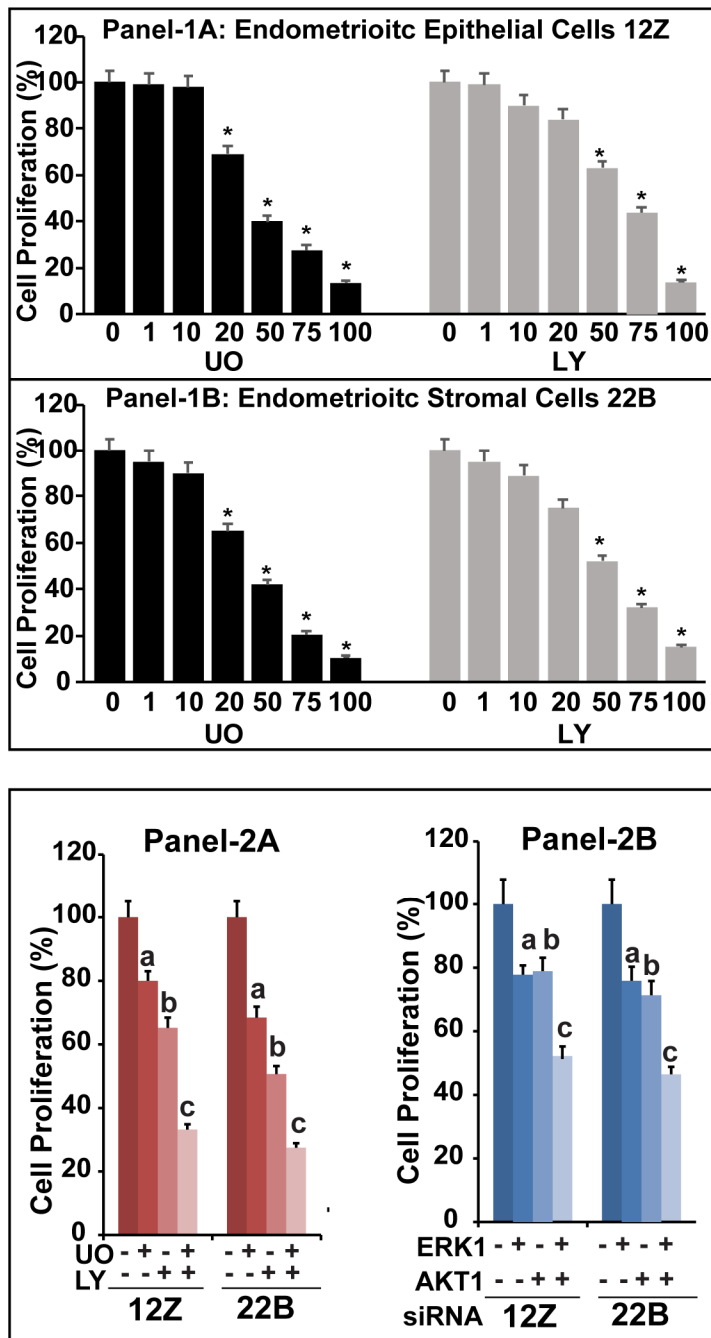 Panel-1A: Endometrioitc Epithelial Cells 12Z
Cell Proliferation (%)
120
100
80
60
40
20
0
* * * *
* * *
0 1 10 20 50 75 100
0 1 10 20 50 75 100
UO
LY
Panel-1B: Endometrioitc Stromal Cells 22B
Cell Proliferation (%)
120
100
80
60
40
20
0
* * * *
* * *
0 1 10 20 50 75 100
0 1 10 20 50 75 100
UO
LY
Panel-2A
Cell Proliferation (%)
120
100
80
60
40
20
0
a b c
a b c
UO - + - + - + - +
LY - - + + - - + +
12Z 22B
Panel-2B
Cell Proliferation (%)
120
100
80
60
40
20
0
a b c
a b c
ERK1 - + - + - + - +
AKT1 - - + + - - + +
siRNA 12Z 22B